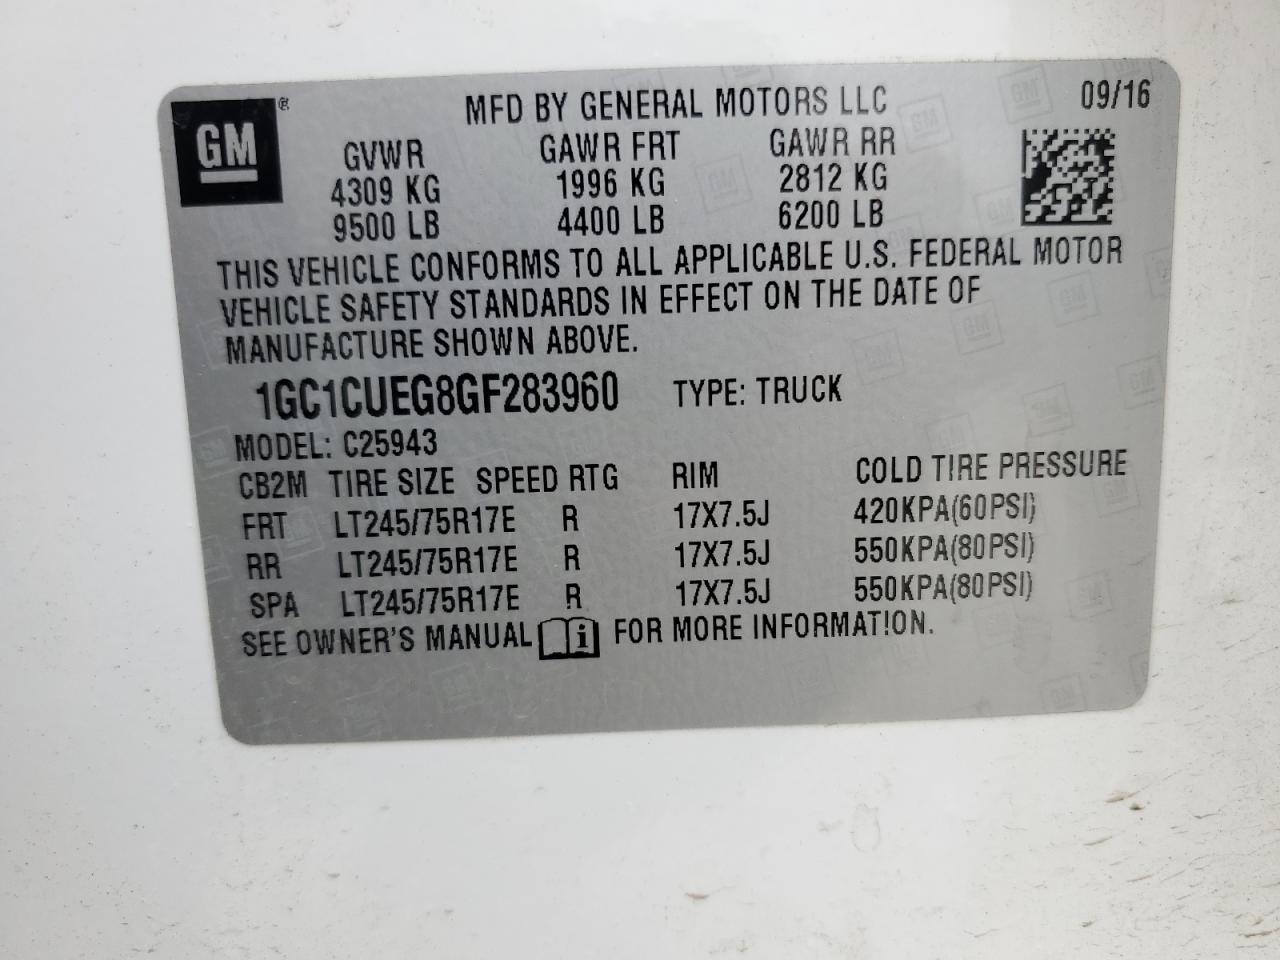 GM ®
MFD BY GENERAL MOTORS LLC 09/16
GVWR GAWR FRT GAWR RR
4309 KG 1996 KG 2812 KG
9500 LB 4400 LB 6200 LB
THIS VEHICLE CONFORMS TO ALL APPLICABLE U.S. FEDERAL MOTOR
VEHICLE SAFETY STANDARDS IN EFFECT ON THE DATE OF
MANUFACTURE SHOWN ABOVE.
1GC1CUEG8GF283960 TYPE: TRUCK
MODEL: C25943
CB2M TIRE SIZE SPEED RTG RIM COLD TIRE PRESSURE
FRT LT245/75R17E R 17X7.5J 420KPA(60PSI)
RR LT245/75R17E R 17X7.5J 550KPA(80PSI)
SPA LT245/75R17E R 17X7.5J 550KPA(80PSI)
SEE OWNER'S MANUAL i FOR MORE INFORMATION.